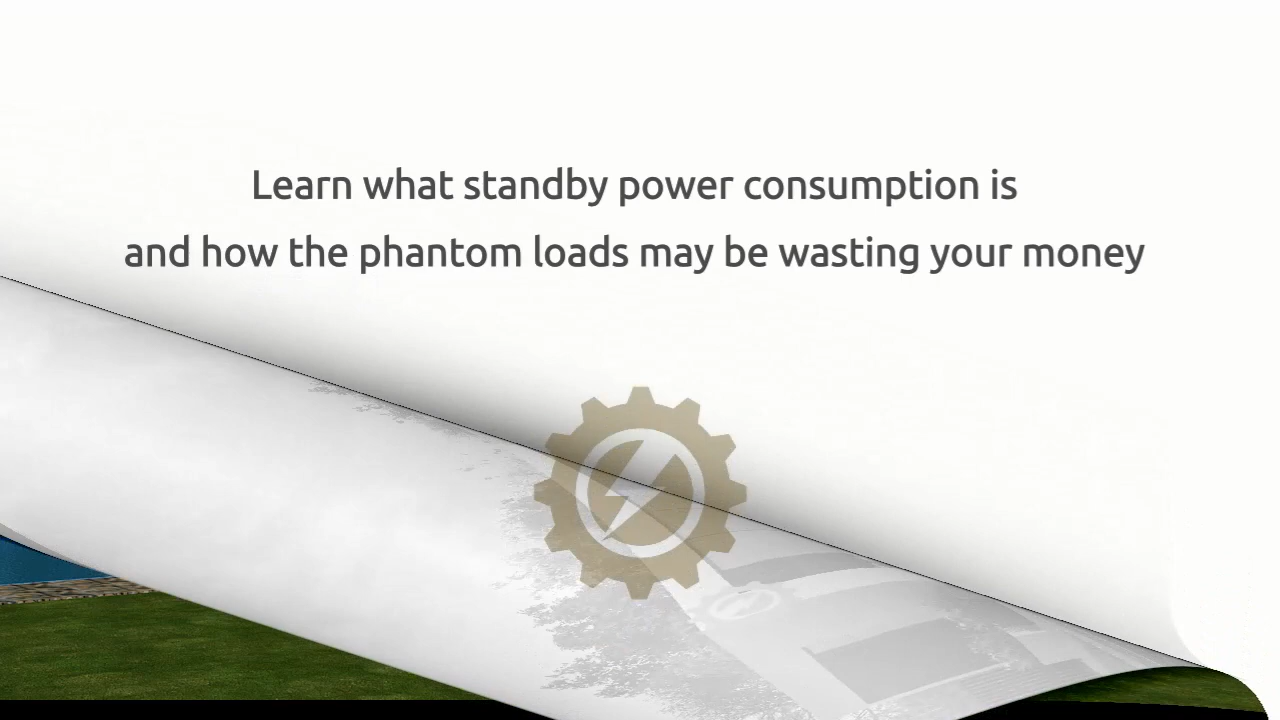 Learn what standby power consumption is
and how the phantom loads may be wasting your money